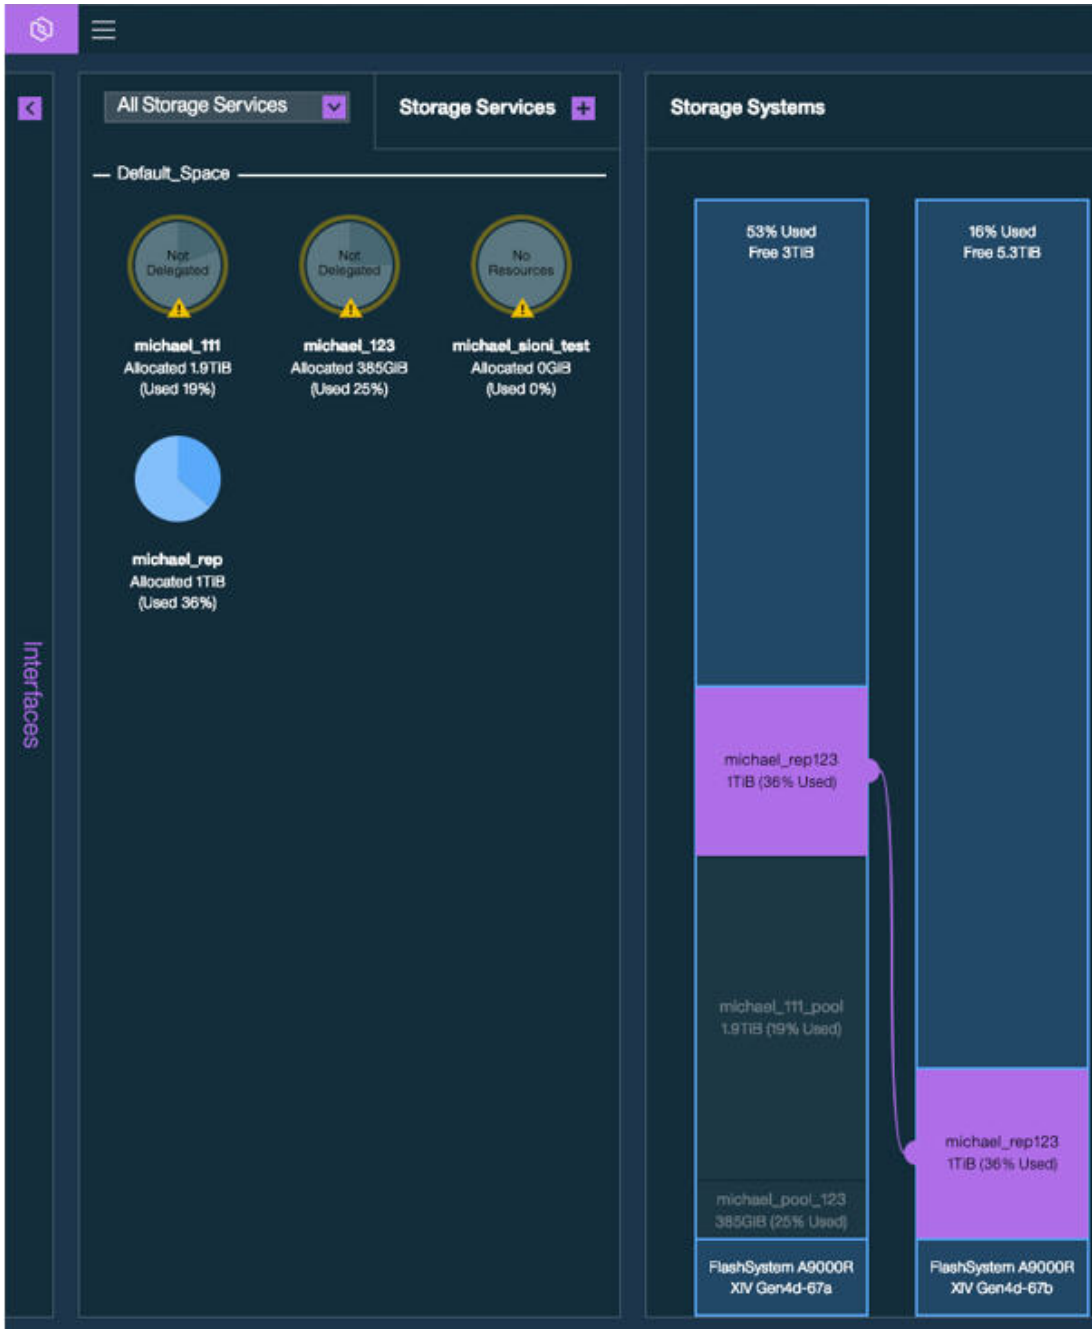 All Storage Services
Storage Services
Storage Systems
Default_Space
Not
Delegated
michael_111
Allocated 1.9TiB
(Used 19%)
Not
Delegated
michael_123
Allocated 385GiB
(Used 25%)
No
Resources
michael_sioni_test
Allocated 0GiB
(Used 0%)
michael_rep
Allocated 1TiB
(Used 36%)
Interfaces
53% Used
Free 3TiB
michael_rep123
1TiB (36% Used)
michael_111_pool
1.9TiB (19% Used)
michael_pool_123
385GiB (25% Used)
FlashSystem A9000R
XIV Gen4d-67a
16% Used
Free 5.3TiB
michael_rep123
1TiB (36% Used)
FlashSystem A9000R
XIV Gen4d-67b